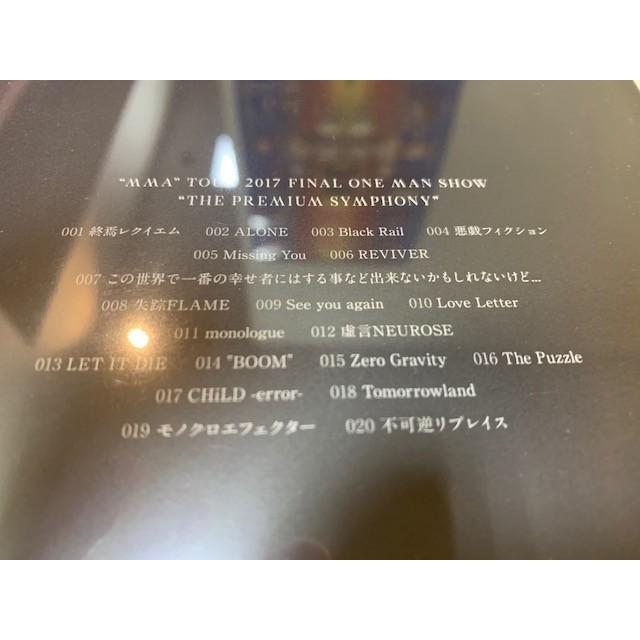 "MMA" TOUR 2017 FINAL ONE MAN SHOW
"THE PREMIUM SYMPHONY"
001 終焉レクイエム 002 ALONE 003 Black Rail 004 悪戯フィクション
005 Missing You 006 REVIVER
007 この世界で一番の幸せ者にはする事など出来ないかもしれないけど...
008 失踪FLAME 009 See you again 010 Love Letter
011 monologue 012 虚言NEUROSE
013 LET IT DIE 014 "BOOM" 015 Zero Gravity 016 The Puzzle
017 CHiLD -error- 018 Tomorrowland
019 モノクロエフェクター 020 不可逆リプレイス